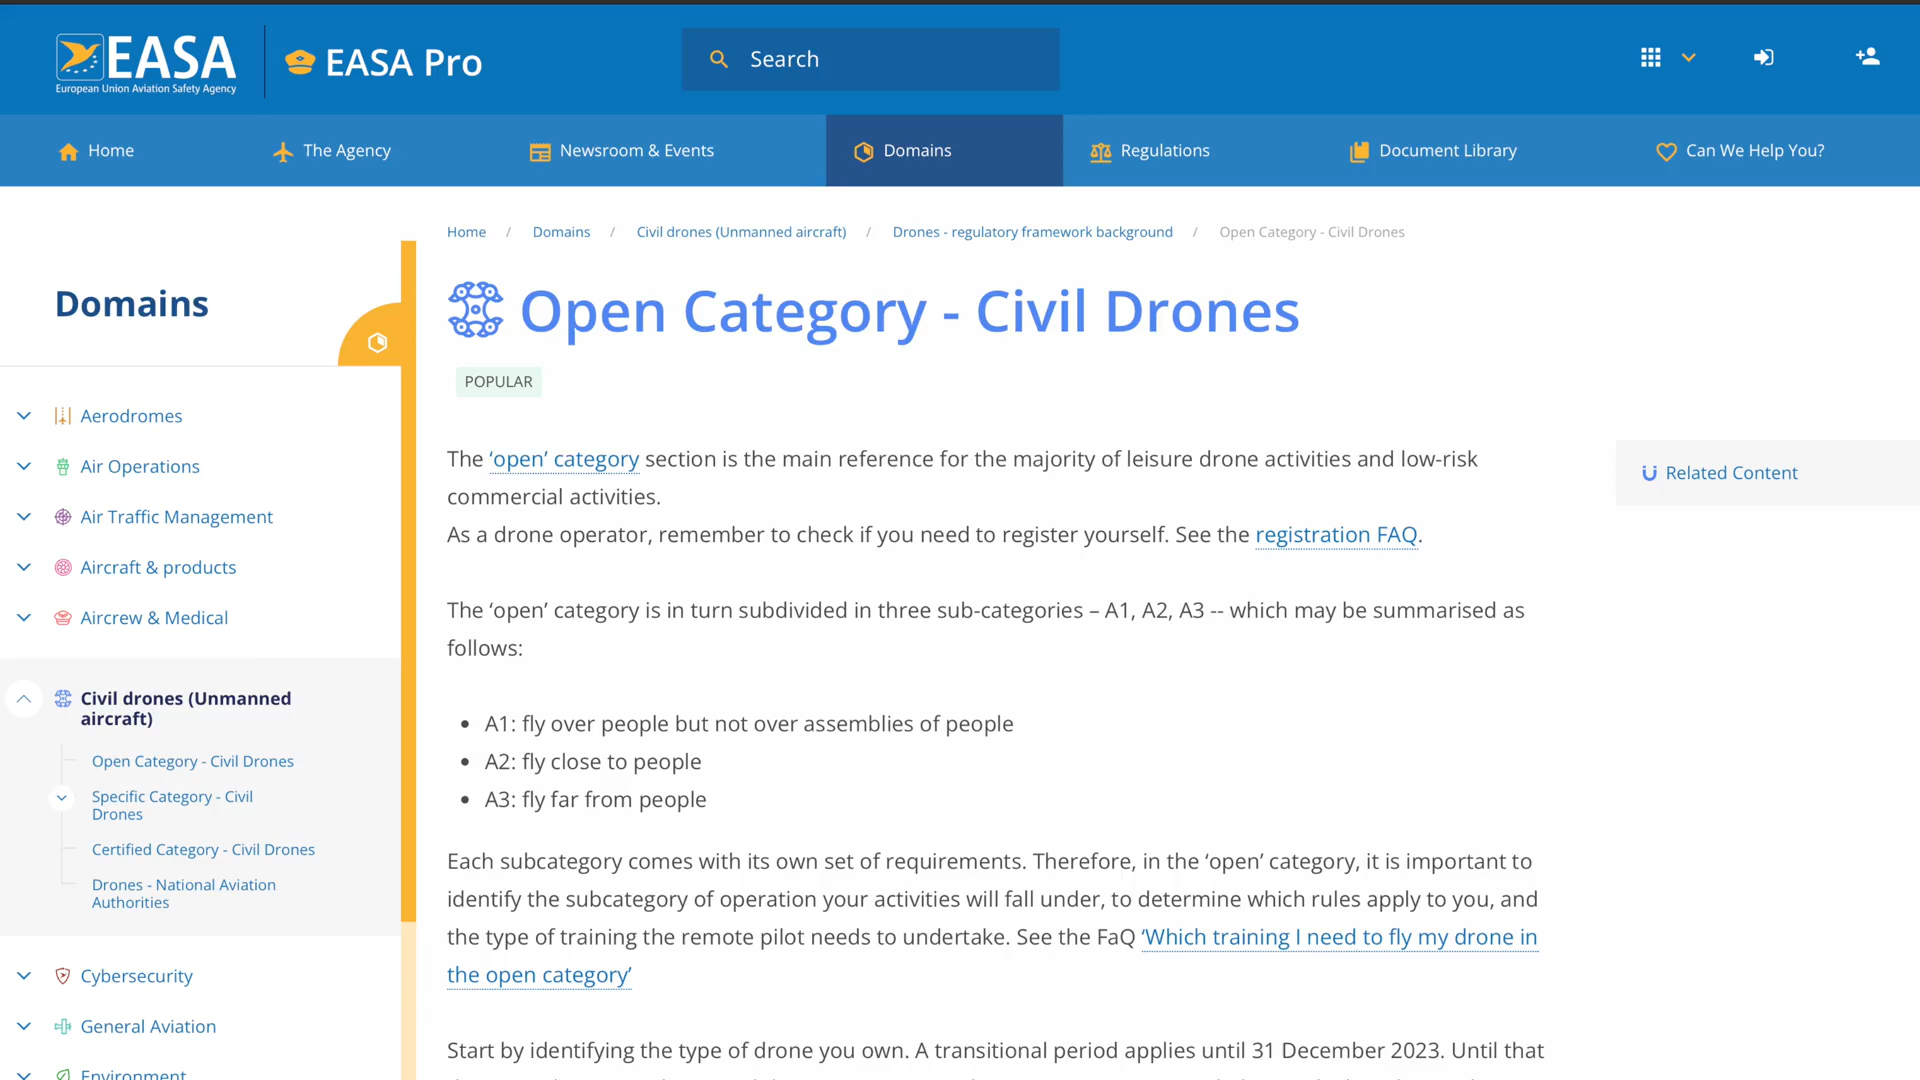 EASA
European Union Aviation Safety Agency
EASA Pro
Search
Home
The Agency
Newsroom & Events
Domains
Regulations
Document Library
Can We Help You?
Home / Domains / Civil drones (Unmanned aircraft) / Drones - regulatory framework background / Open Category - Civil Drones
Domains
Aerodromes
Air Operations
Air Traffic Management
Aircraft & products
Aircrew & Medical
Civil drones (Unmanned
aircraft)
Open Category - Civil Drones
Specific Category - Civil
Drones
Certified Category - Civil Drones
Drones - National Aviation
Authorities
Cybersecurity
General Aviation
Environment
Open Category - Civil Drones
POPULAR
The ‘open’ category section is the main reference for the majority of leisure drone activities and low-risk
commercial activities.
As a drone operator, remember to check if you need to register yourself. See the registration FAQ.
The ‘open’ category is in turn subdivided in three sub-categories – A1, A2, A3 -- which may be summarised as
follows:
• A1: fly over people but not over assemblies of people
• A2: fly close to people
• A3: fly far from people
Each subcategory comes with its own set of requirements. Therefore, in the ‘open’ category, it is important to
identify the subcategory of operation your activities will fall under, to determine which rules apply to you, and
the type of training the remote pilot needs to undertake. See the FaQ ‘Which training I need to fly my drone in
the open category’
Start by identifying the type of drone you own. A transitional period applies until 31 December 2023. Until that
Related Content